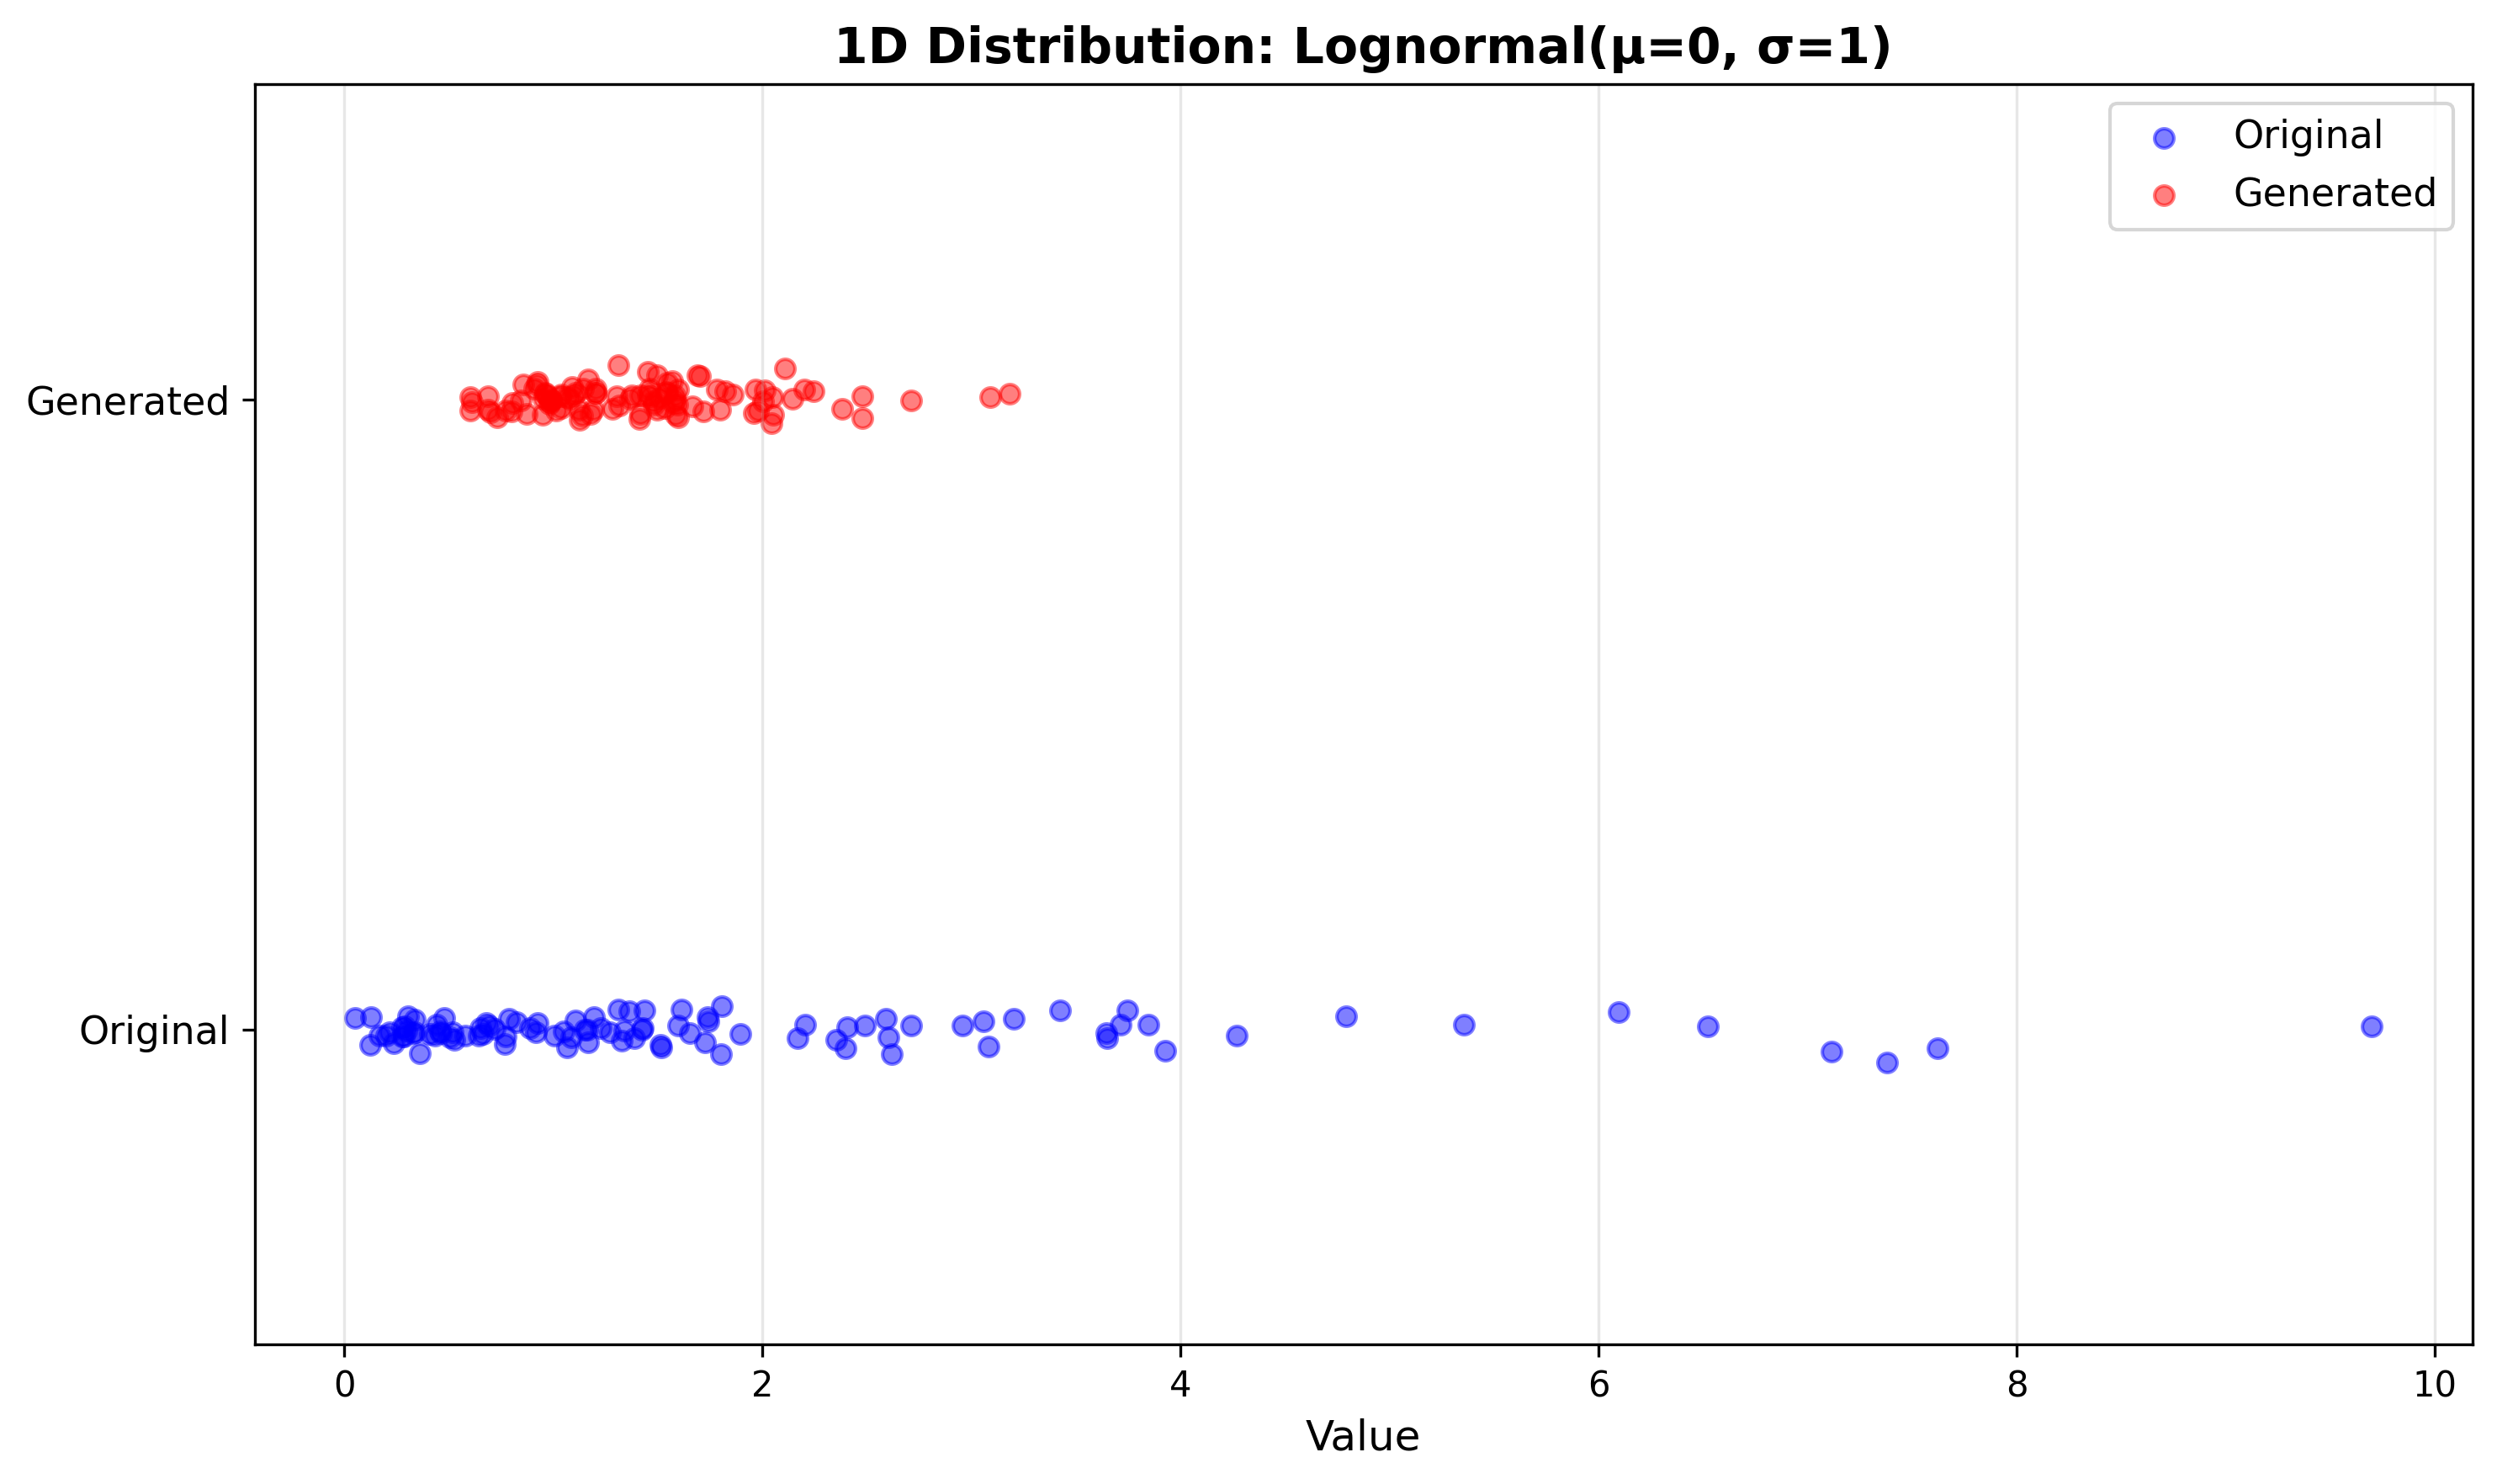 1D Distribution: Lognormal(μ=0, σ=1)
Original
Generated
Generated
Original
0 2 4 6 8 10
Value